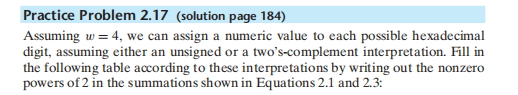 Practice Problem 2.17 (solution page 184)
Assuming w = 4, we can assign a numeric value to each possible hexadecimal
digit, assuming either an unsigned or a two's-complement interpretation. Fill in
the following table according to these interpretations by writing out the nonzero
powers of 2 in the summations shown in Equations 2.1 and 2.3: